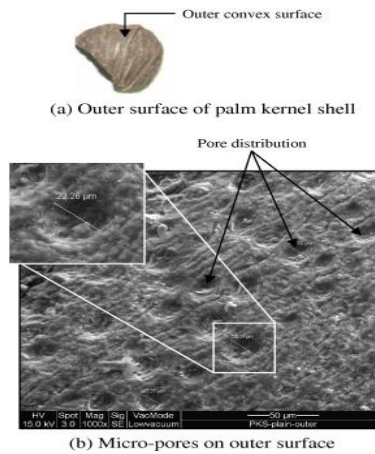 Outer convex surface
(a) Outer surface of palm kernel shell
Pore distribution
22.26 µm
HV Spot Mag Sig VacMode —50 µm—
15.0 kV 3.0 1000x SE Lowvacuum PKS-plain-outer
(b) Micro-pores on outer surface